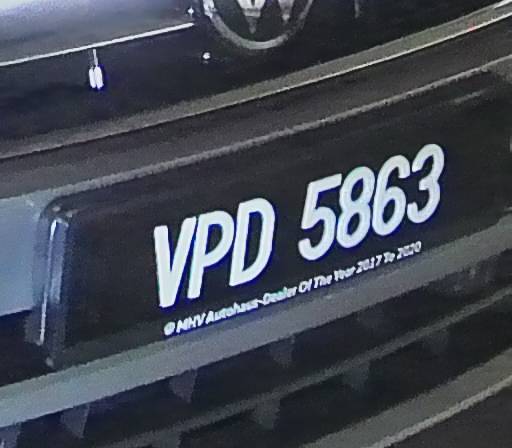 VPD 5863
@ MHV Autohaus-Dealer Of The Year 2017 To 2020